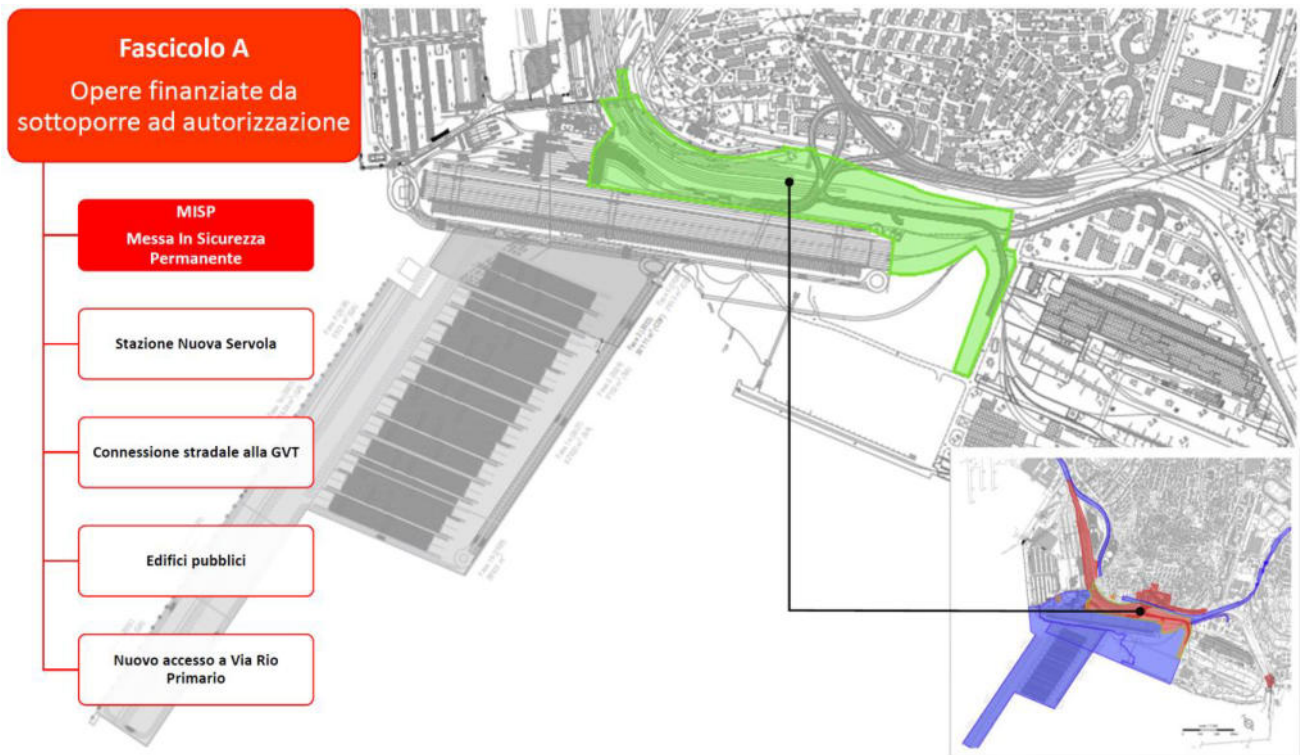 Fascicolo A
Opere finanziate da
sottoporre ad autorizzazione
MISP
Messa In Sicurezza
Permanente
Stazione Nuova Servola
Connessione stradale alla GVT
Edifici pubblici
Nuovo accesso a Via Rio
Primario